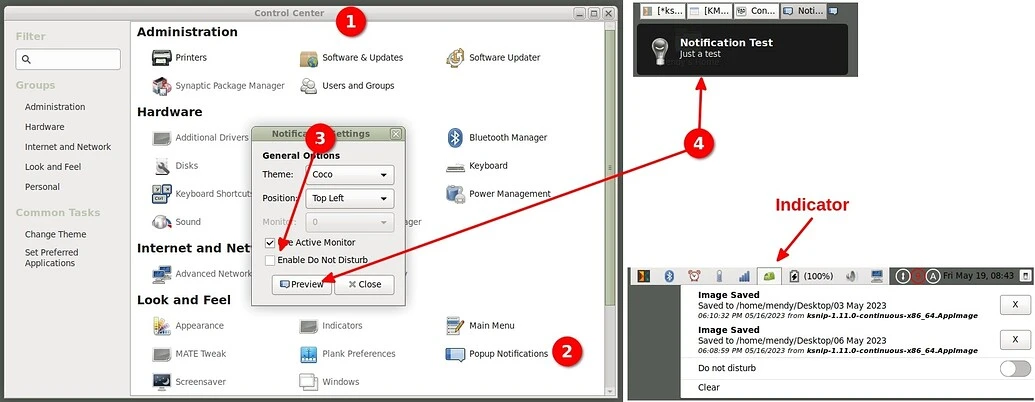 Control Center
1
Filter
Groups
Administration
Hardware
Internet and Network
Look and Feel
Personal
Common Tasks
Change Theme
Set Preferred
Applications
Administration
Printers
Software & Updates
Software Updater
Synaptic Package Manager
Users and Groups
Hardware
Additional Drivers
Bluetooth Manager
Disks
Keyboard
Keyboard Shortcuts
Power Management
Sound
Internet and
Advanced Network
Look and Feel
Appearance
Indicators
Main Menu
MATE Tweak
Plank Preferences
Popup Notifications
2
Screensaver
Windows
3
Settings
General Options
Theme:
Coco
Position:
Top Left
Monitor:
0
Active Monitor
Enable Do Not Disturb
Preview
Close
[*ks...
[KM...
Con...
Noti...
Notification Test
Just a test
4
Indicator
(100%)
A
Fri May 19, 08:43
Image Saved
Saved to /home/mendy/Desktop/03 May 2023
06:10:32 PM 05/16/2023 from ksnip-1.11.0-continuous-x86_64.AppImage
X
Image Saved
Saved to /home/mendy/Desktop/06 May 2023
06:08:59 PM 05/16/2023 from ksnip-1.11.0-continuous-x86_64.AppImage
X
Do not disturb
Clear